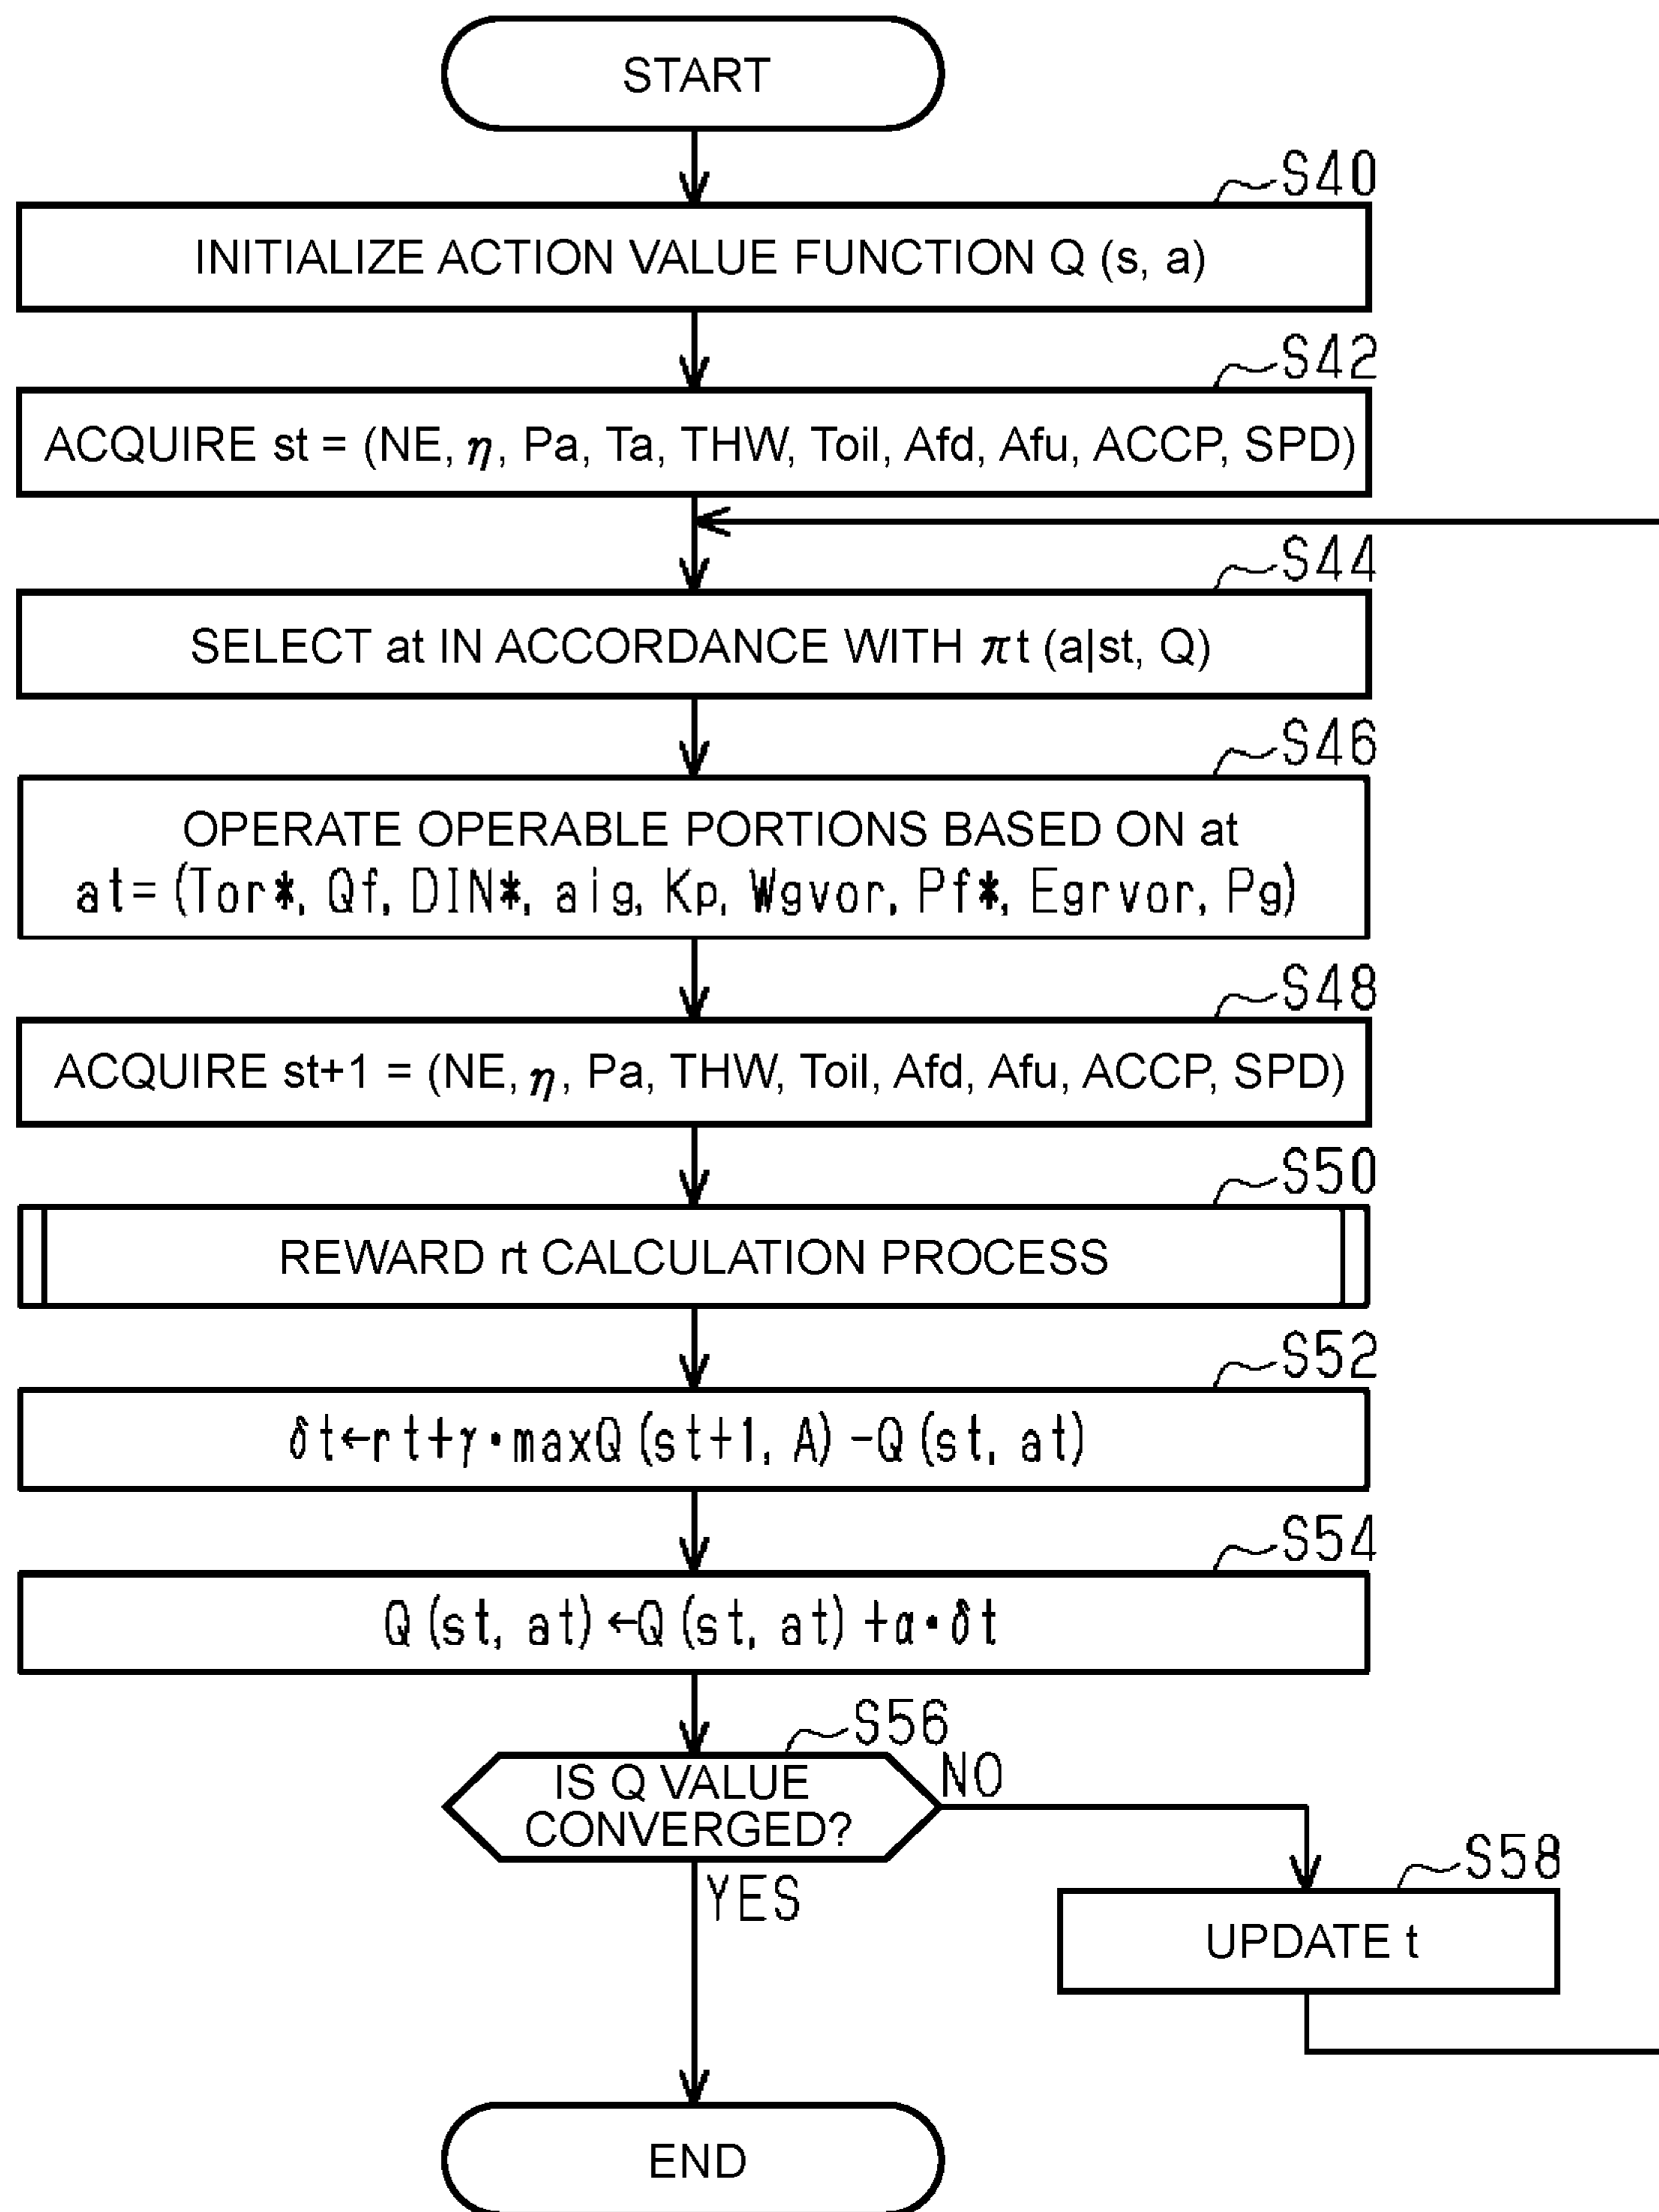 START
S40
INITIALIZE ACTION VALUE FUNCTION Q (s, a)
S42
ACQUIRE st = (NE, η, Pa, Ta, THW, Toil, Afd, Afu, ACCP, SPD)
S44
SELECT at IN ACCORDANCE WITH πt (a|st, Q)
S46
OPERATE OPERABLE PORTIONS BASED ON at
at=(Tor*, Qf, DIN*, aig, Kp, Wgvor, Pf*, Egrvor, Pg)
S48
ACQUIRE st+1 = (NE, η, Pa, THW, Toil, Afd, Afu, ACCP, SPD)
S50
REWARD rt CALCULATION PROCESS
S52
δt←rt+γ·maxQ(st+1, A)-Q(st, at)
S54
Q(st, at)←Q(st, at)+α·δt
S56
IS Q VALUE
CONVERGED?
NO
YES
S58
UPDATE t
END